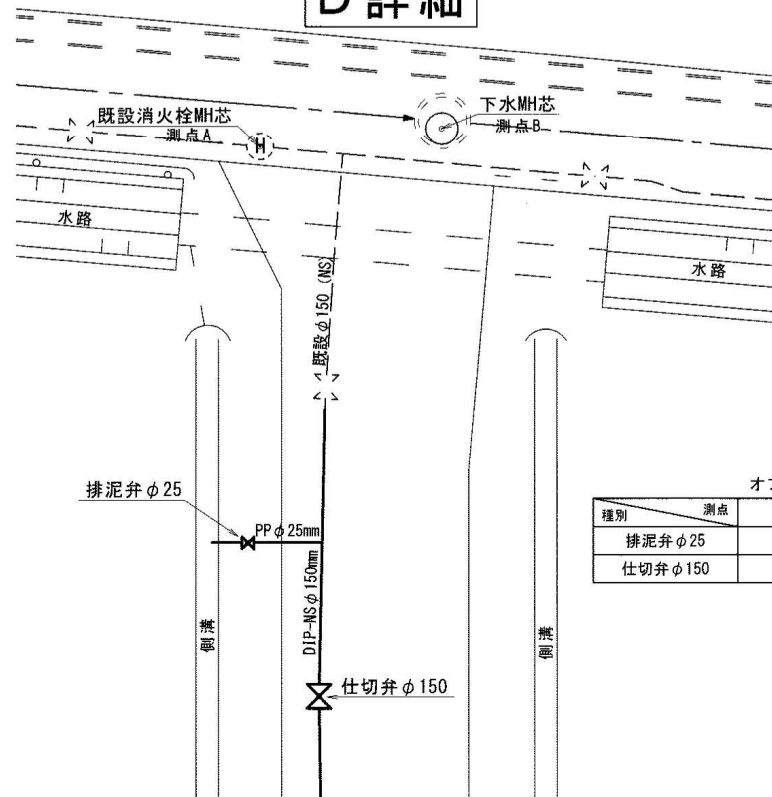 D 詳細
既設消火栓MH芯
測点A
H
下水MH芯
測点B
水路
水路
既設φ150 (NS)
排泥弁φ25
PPφ25mm
DIP-NSφ150mm
仕切弁φ150
側溝
側溝
オフ
種別 測点
排泥弁φ25
仕切弁φ150